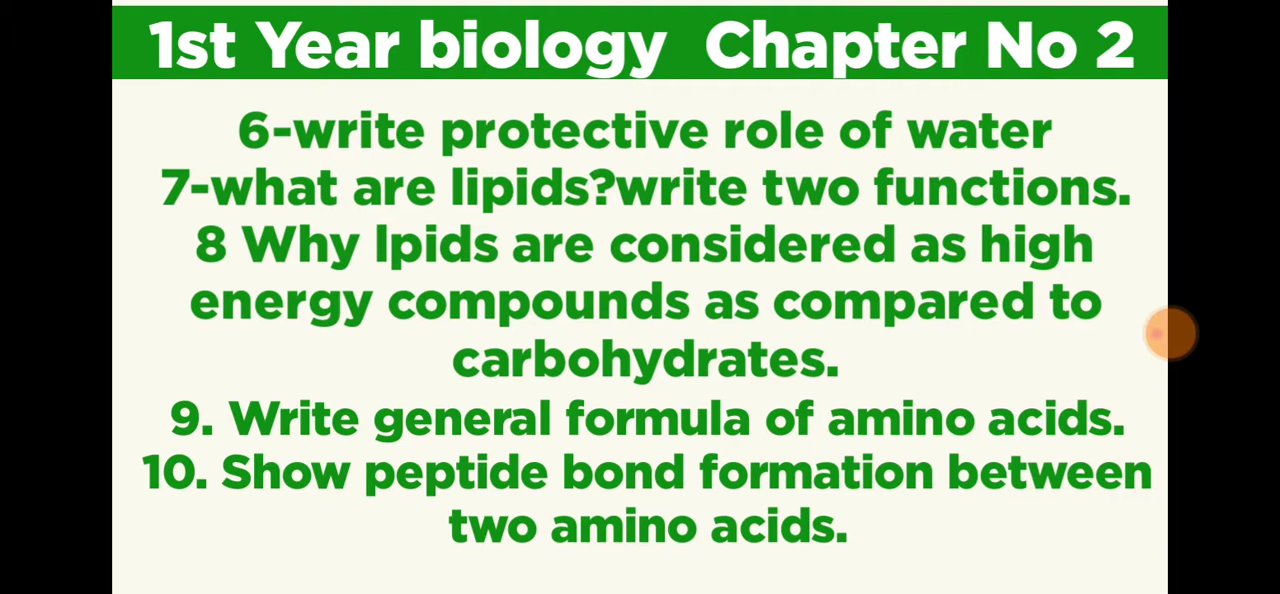 1st Year biology Chapter No 2
6-write protective role of water
7-what are lipids?write two functions.
8 Why lpids are considered as high
energy compounds as compared to
carbohydrates.
9. Write general formula of amino acids.
10. Show peptide bond formation between
two amino acids.